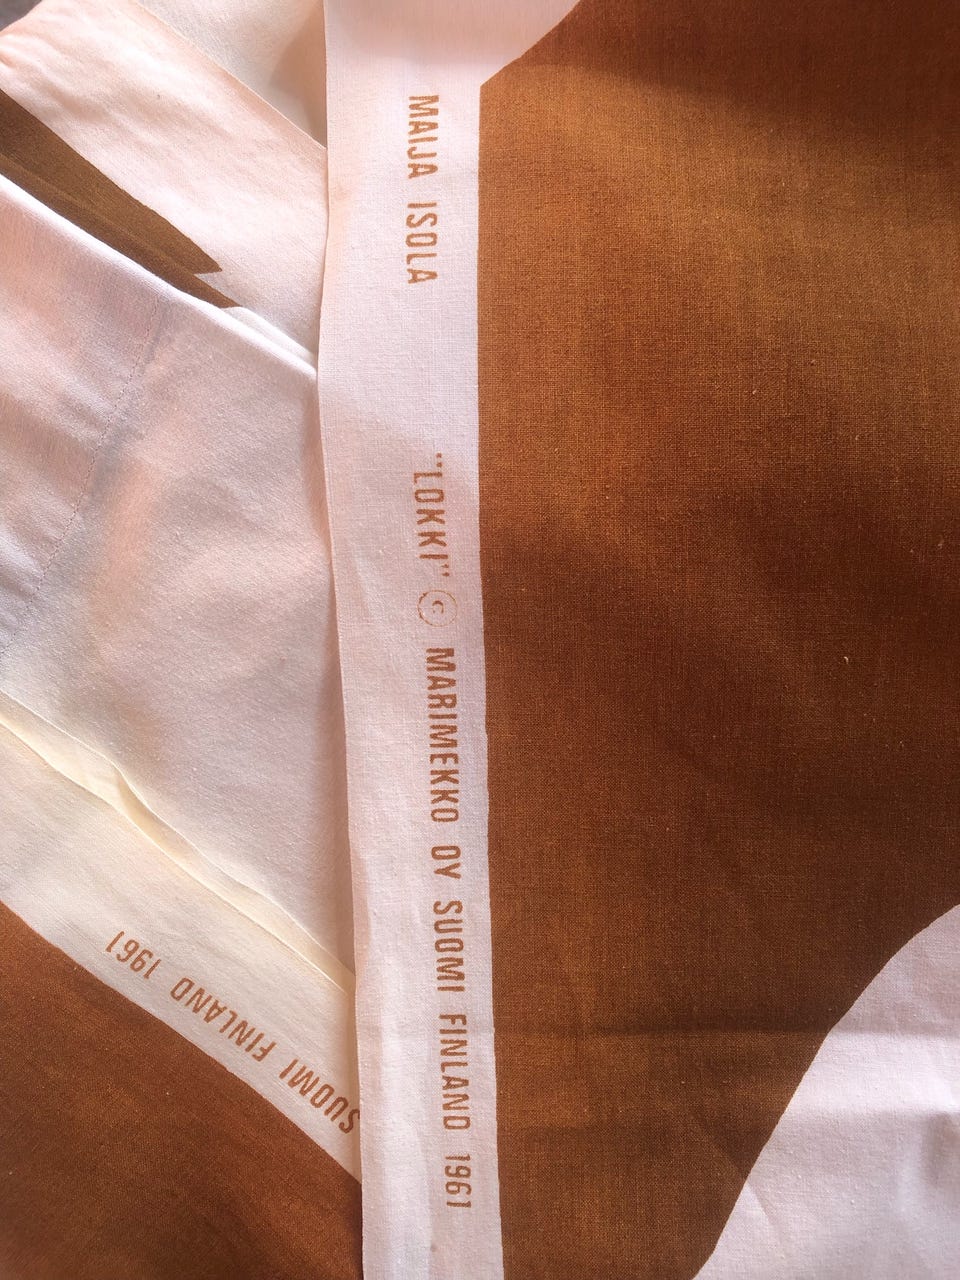 MAIJA ISOLA "LOKKI" © MARIMEKKO OY SUOMI FINLAND 1961
SUOMI FINLAND 1961